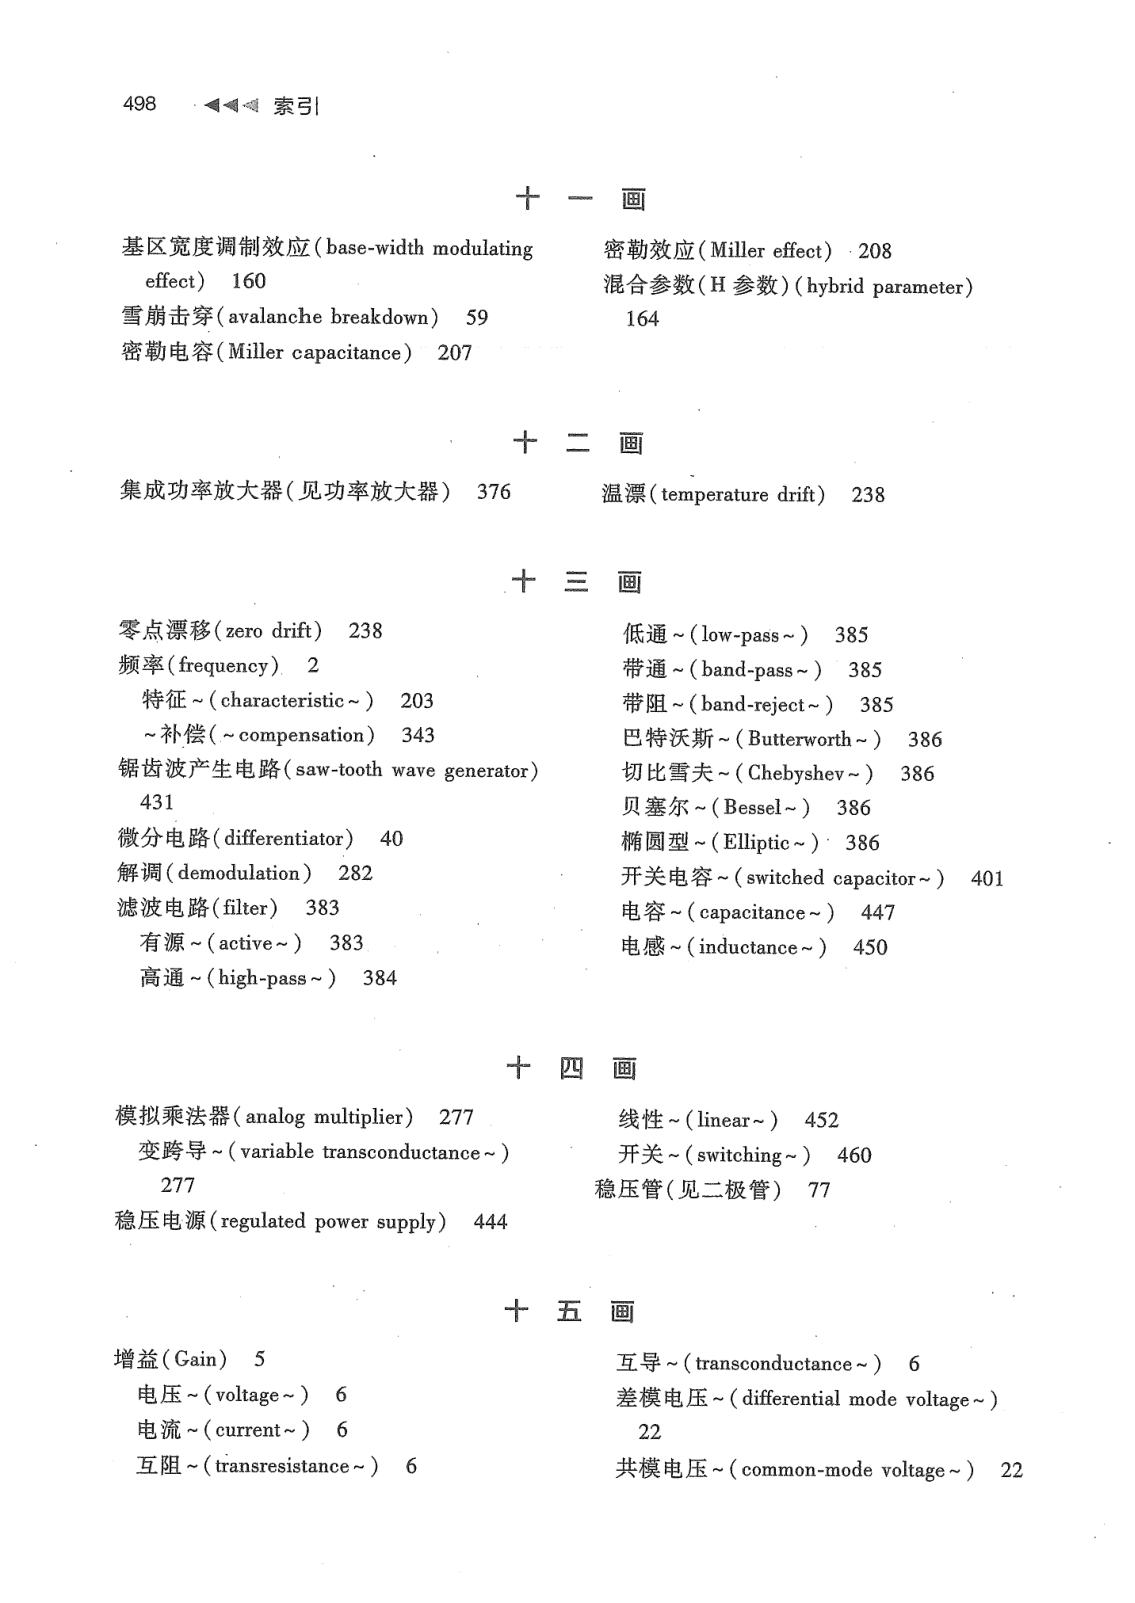 498 索引
十一画
基区宽度调制效应(base-width modulating
effect) 160
雪崩击穿(avalanche breakdown) 59
密勒电容(Miller capacitance) 207
密勒效应(Miller effect) 208
混合参数(H 参数)(hybrid parameter)
164
十二画
集成功率放大器(见功率放大器) 376
温漂(temperature drift) 238
十三画
零点漂移(zero drift) 238
频率(frequency) 2
特征~(characteristic~) 203
~补偿(~compensation) 343
锯齿波产生电路(saw-tooth wave generator)
431
微分电路(differentiator) 40
解调(demodulation) 282
滤波电路(filter) 383
有源~(active~) 383
高通~(high-pass~) 384
低通~(low-pass~) 385
带通~(band-pass~) 385
带阻~(band-reject~) 385
巴特沃斯~(Butterworth~) 386
切比雪夫~(Chebyshev~) 386
贝塞尔~(Bessel~) 386
椭圆型~(Elliptic~) 386
开关电容~(switched capacitor~) 401
电容~(capacitance~) 447
电感~(inductance~) 450
十四画
模拟乘法器(analog multiplier) 277
变跨导~(variable transconductance~)
277
稳压电源(regulated power supply) 444
线性~(linear~) 452
开关~(switching~) 460
稳压管(见二极管) 77
十五画
增益(Gain) 5
电压~(voltage~) 6
电流~(current~) 6
互阻~(transresistance~) 6
互导~(transconductance~) 6
差模电压~(differential mode voltage~)
22
共模电压~(common-mode voltage~) 22